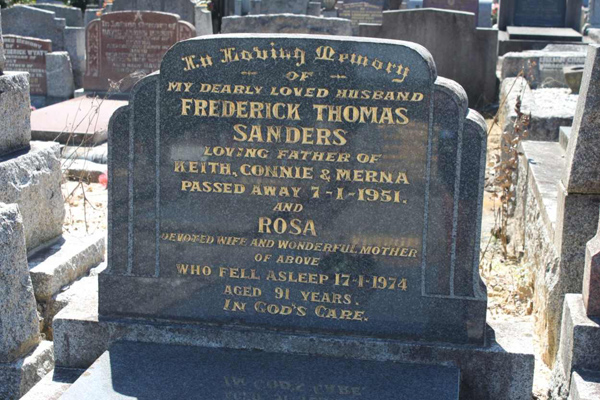 In Loving Memory
OF
MY DEARLY LOVED HUSBAND
FREDERICK THOMAS
SANDERS
LOVING FATHER OF
KEITH, CONNIE & MERNA
PASSED AWAY 7-1-1951.
AND
ROSA
DEVOTED WIFE AND WONDERFUL MOTHER
OF ABOVE
WHO FELL ASLEEP 17-1-1974
AGED 91 YEARS.
IN GOD'S CARE.